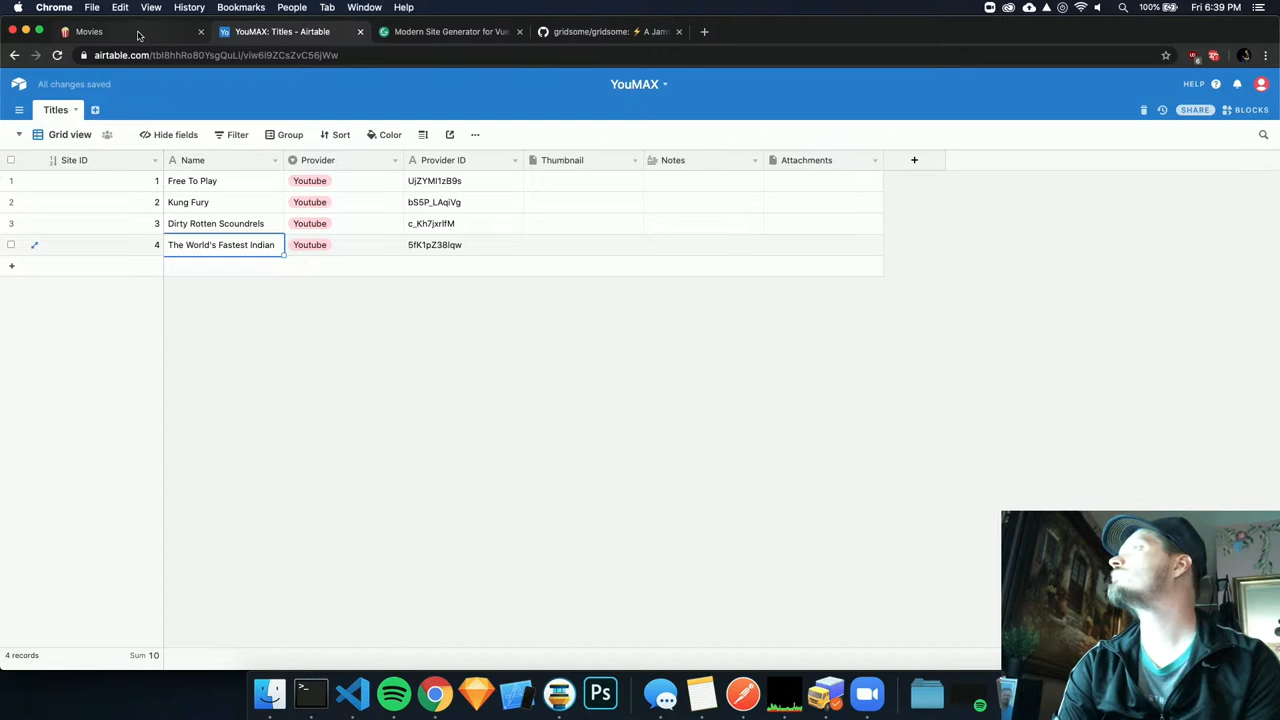 Chrome File Edit View History Bookmarks People Tab Window Help 100% Fri 6:39 PM
Movies YouMAX: Titles - Airtable Modern Site Generator for Vue. gridsome/gridsome: ⚡ A Jams
airtable.com/tbl8hhRo80YsgQuLi/viw6i9ZCsZvC56jWw
All changes saved YouMAX HELP
Titles SHARE BLOCKS
Grid view Hide fields Filter Group Sort Color
Site ID Name Provider Provider ID Thumbnail Notes Attachments
1 1 Free To Play Youtube UjZYMI1zB9s
2 2 Kung Fury Youtube bS5P_LAqiVg
3 3 Dirty Rotten Scoundrels Youtube c_Kh7jxrlfM
4 The World's Fastest Indian Youtube 5fK1pZ38lqw
4 records Sum 10
Ps